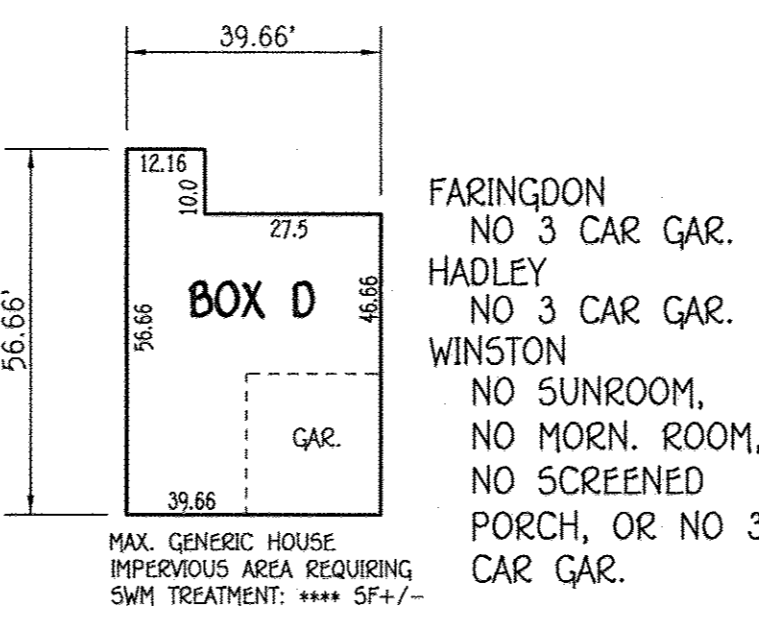 39.66'
12.16
10.0
27.5
56.66'
56.66
BOX D
46.66
GAR.
39.66
MAX. GENERIC HOUSE
IMPERVIOUS AREA REQUIRING
SWM TREATMENT: **** SF+/-
FARINGDON
NO 3 CAR GAR.
HADLEY
NO 3 CAR GAR.
WINSTON
NO SUNROOM,
NO MORN. ROOM,
NO SCREENED
PORCH, OR NO 3
CAR GAR.